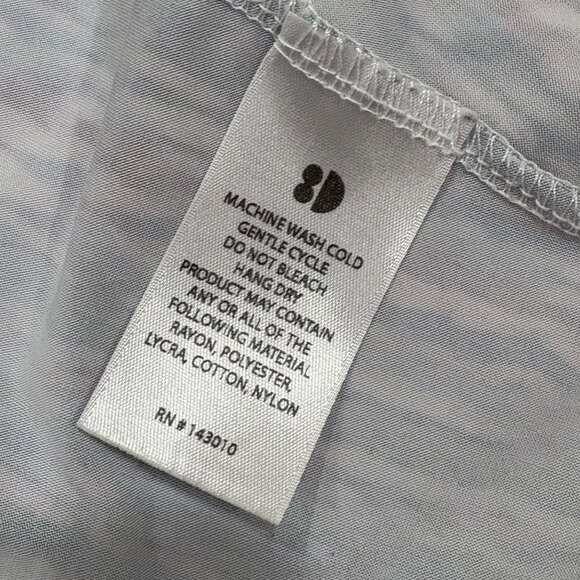 8D
MACHINE WASH COLD
GENTLE CYCLE
DO NOT BLEACH
HANG DRY
PRODUCT MAY CONTAIN
ANY OR ALL OF THE
FOLLOWING MATERIAL
RAYON, POLYESTER,
LYCRA, COTTON, NYLON
RN # 143010